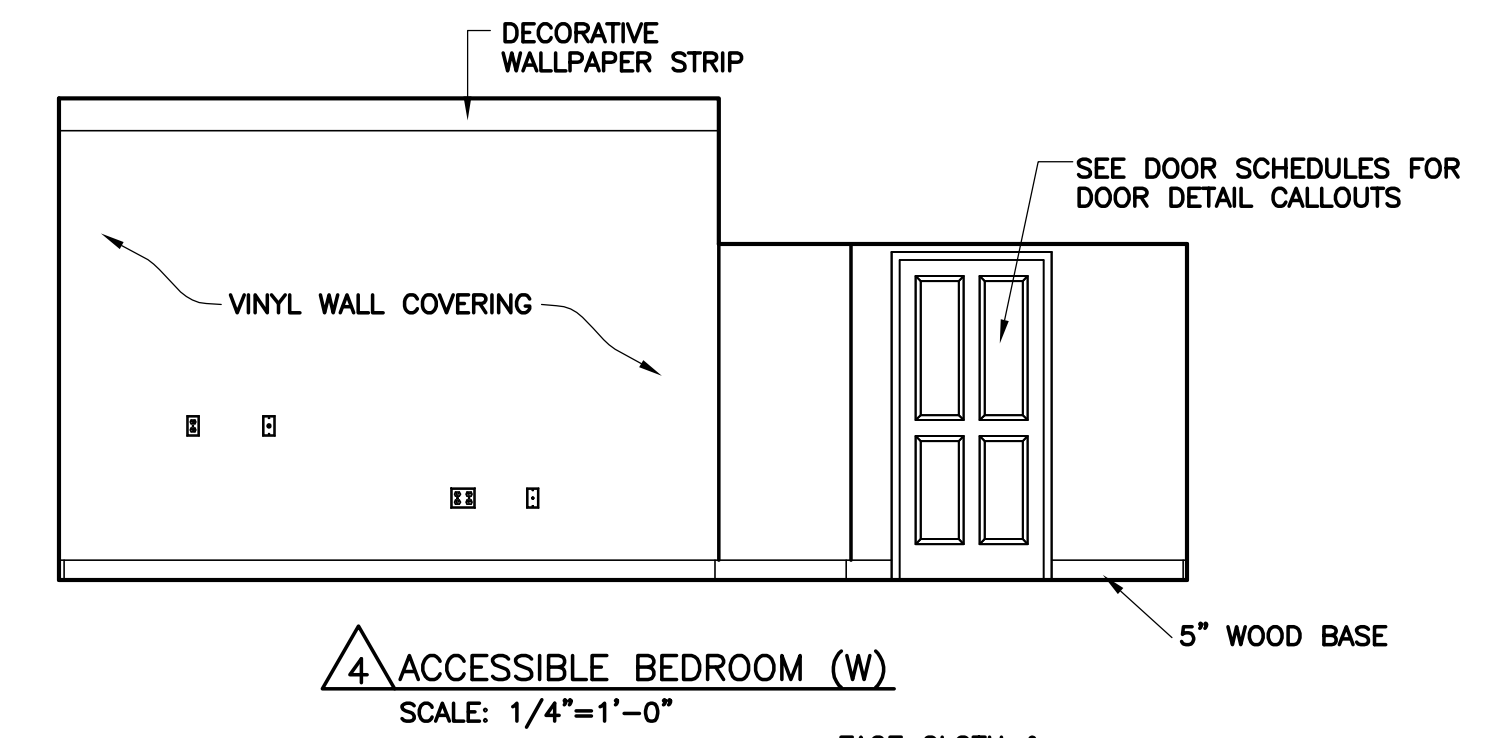 DECORATIVE
WALLPAPER STRIP
SEE DOOR SCHEDULES FOR
DOOR DETAIL CALLOUTS
VINYL WALL COVERING
5" WOOD BASE
4 ACCESSIBLE BEDROOM (W)
SCALE: 1/4"=1'-0"